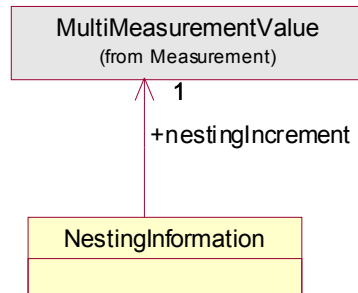 MultiMeasurementValue
(from Measurement)
1
+nestingIncrement
NestingInformation